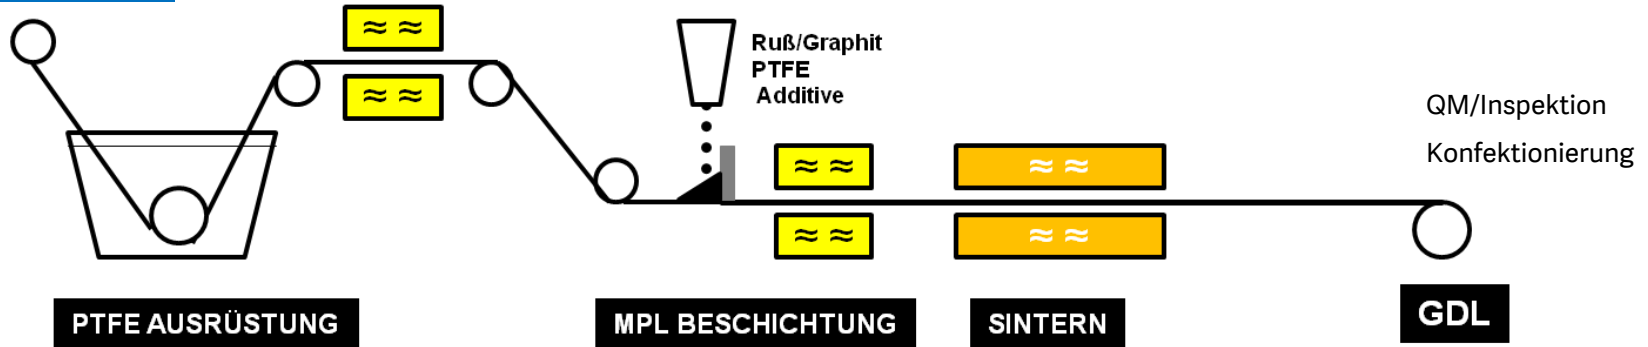 Ruß/Graphit
PTFE
Additive
QM/Inspektion
Konfektionierung
PTFE AUSRÜSTUNG
MPL BESCHICHTUNG
SINTERN
GDL